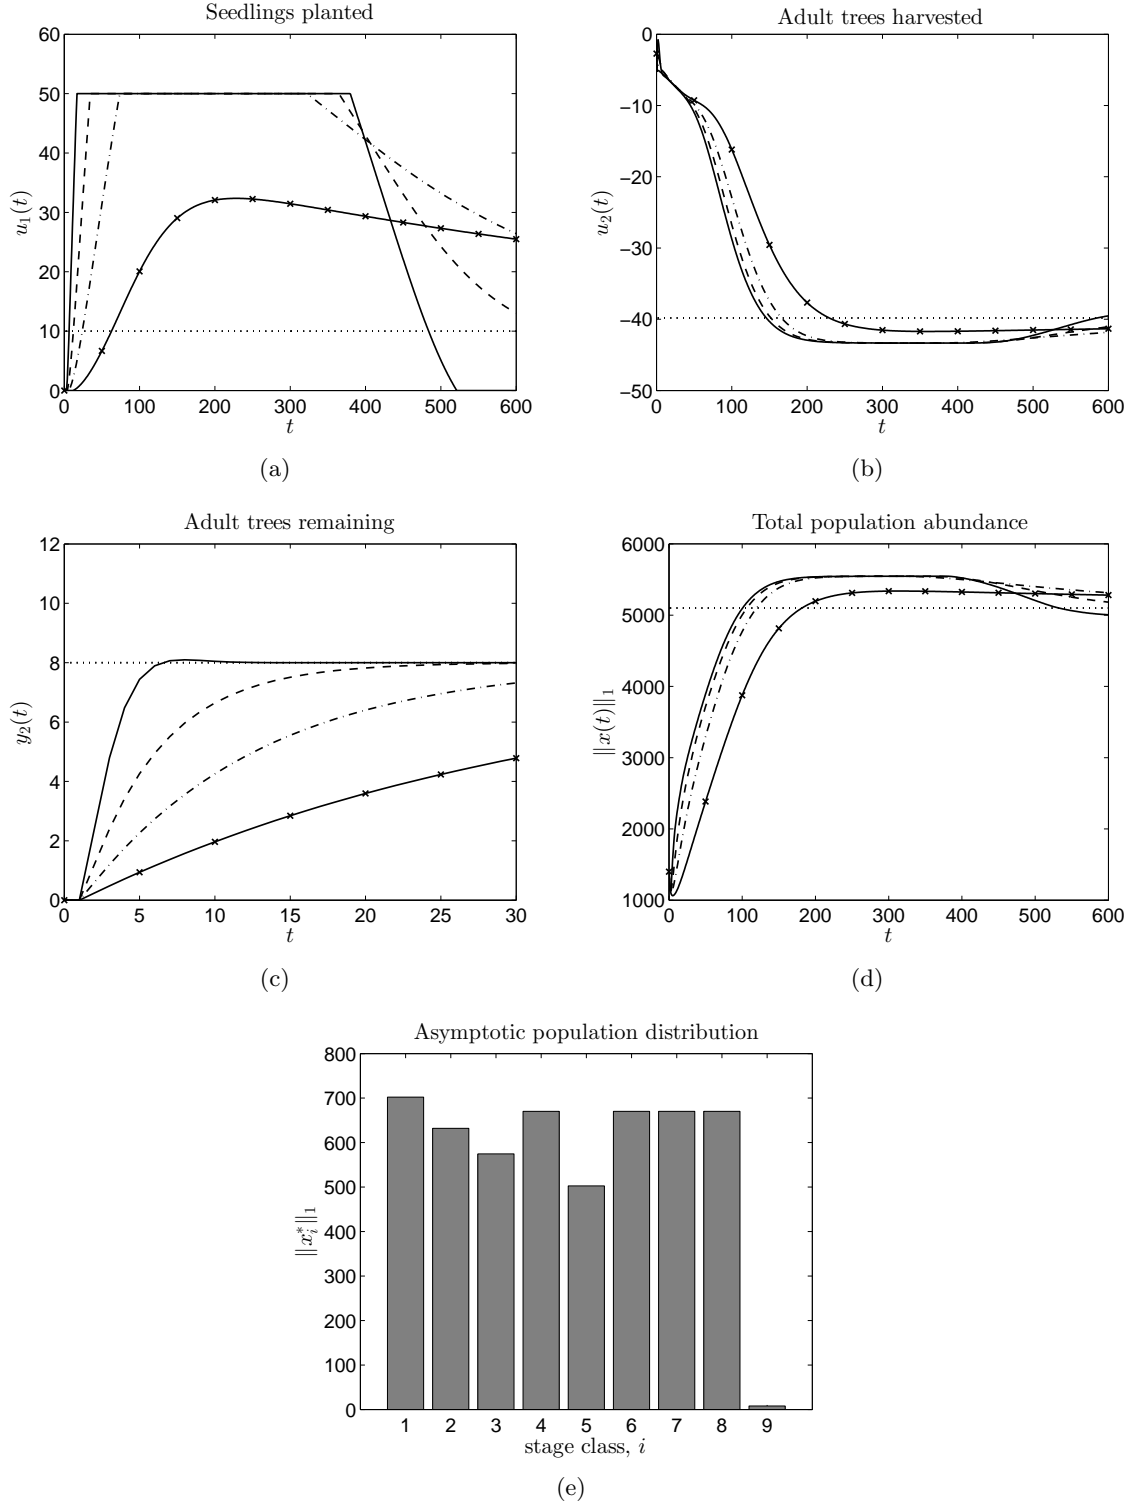 Seedlings planted
60
50
40
30
20
10
0
u₁(t)
0 100 200 300 400 500 600
t
(a)
Adult trees harvested
0
−10
−20
−30
−40
−50
u₂(t)
0 100 200 300 400 500 600
t
(b)
Adult trees remaining
12
10
8
6
4
2
0
y₂(t)
0 5 10 15 20 25 30
t
(c)
Total population abundance
6000
5000
4000
3000
2000
1000
‖x(t)‖₁
0 100 200 300 400 500 600
t
(d)
Asymptotic population distribution
800
700
600
500
400
300
200
100
0
‖xᵢ*‖₁
1 2 3 4 5 6 7 8 9
stage class, i
(e)